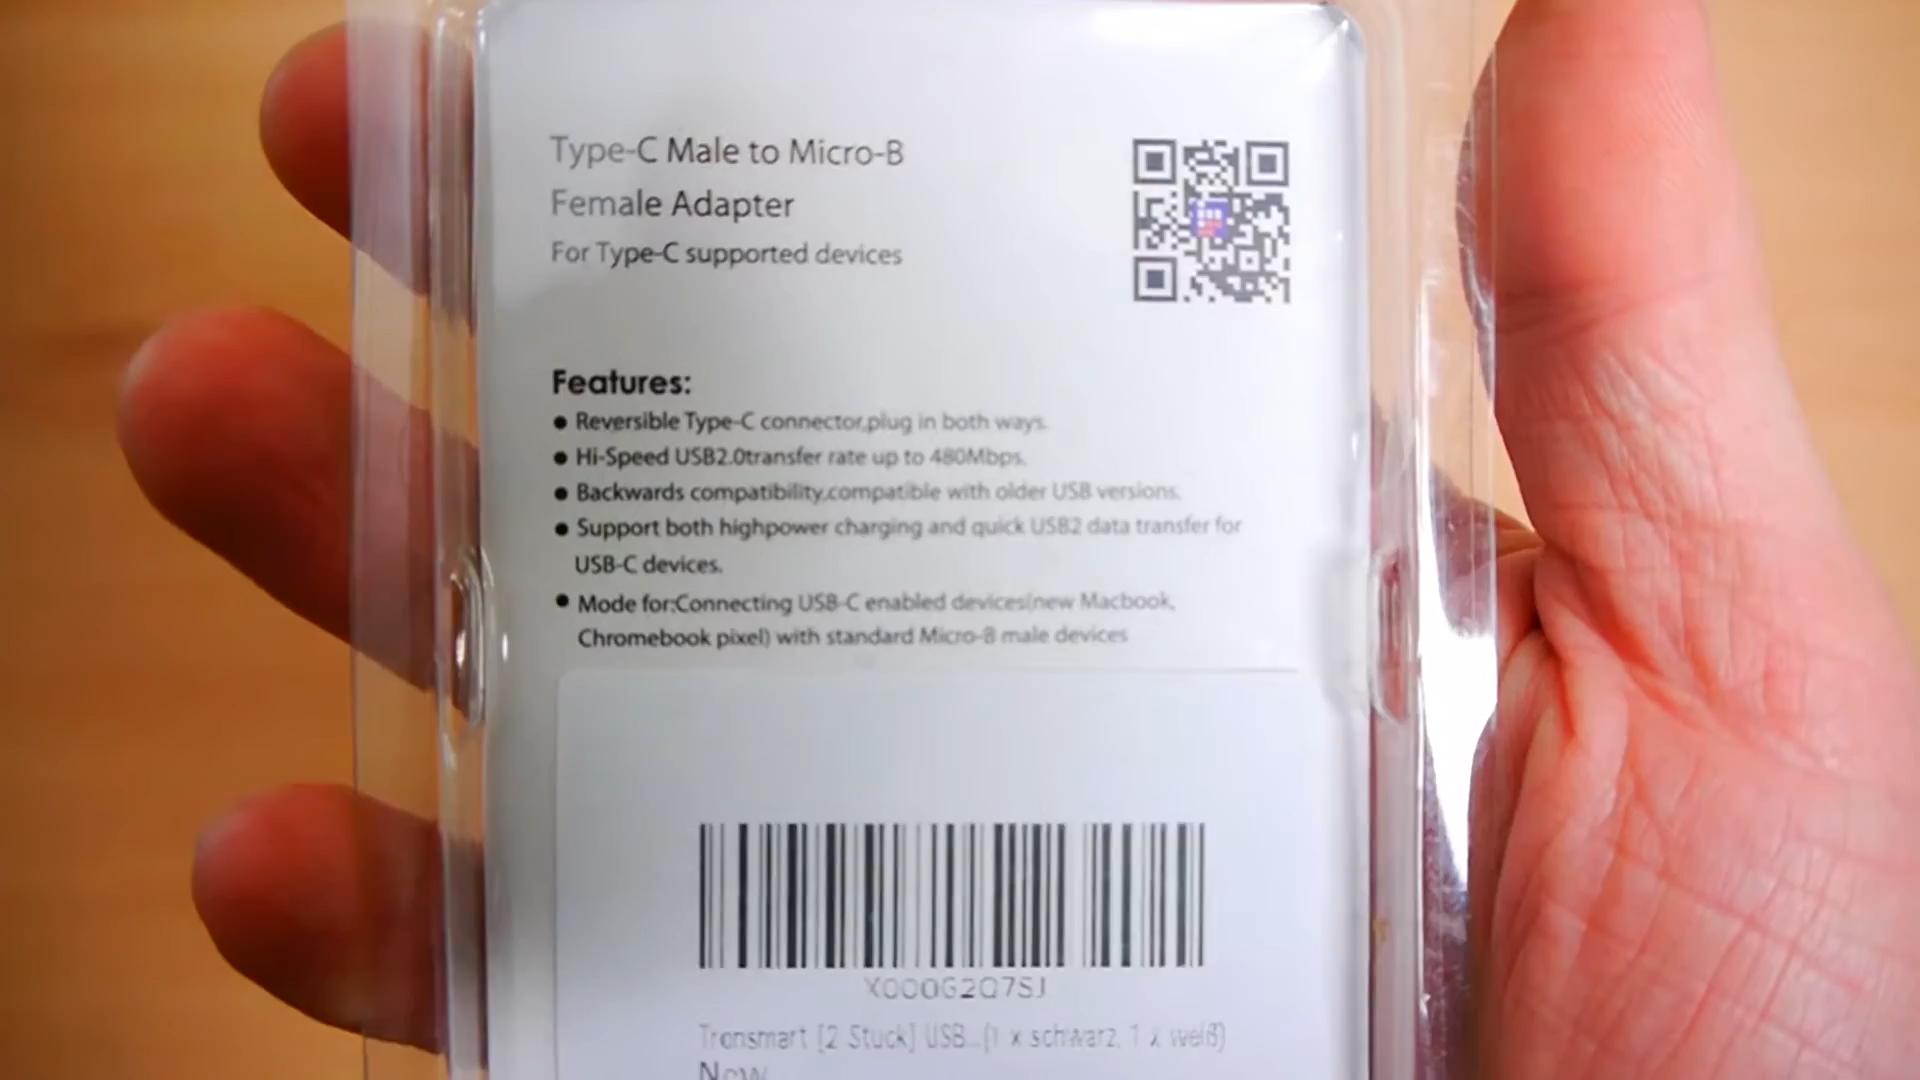 Type-C Male to Micro-B
Female Adapter
For Type-C supported devices
Features:
● Reversible Type-C connector,plug in both ways.
● Hi-Speed USB2.0transfer rate up to 480Mbps.
● Backwards compatibility,compatible with older USB versions.
● Support both highpower charging and quick USB2 data transfer for
USB-C devices.
● Mode for:Connecting USB-C enabled devices(new Macbook,
Chromebook pixel) with standard Micro-B male devices
X000G2Q7SJ
Tronsmart [2 Stuck] USB...(1 x schwarz, 1 x weiß)
New